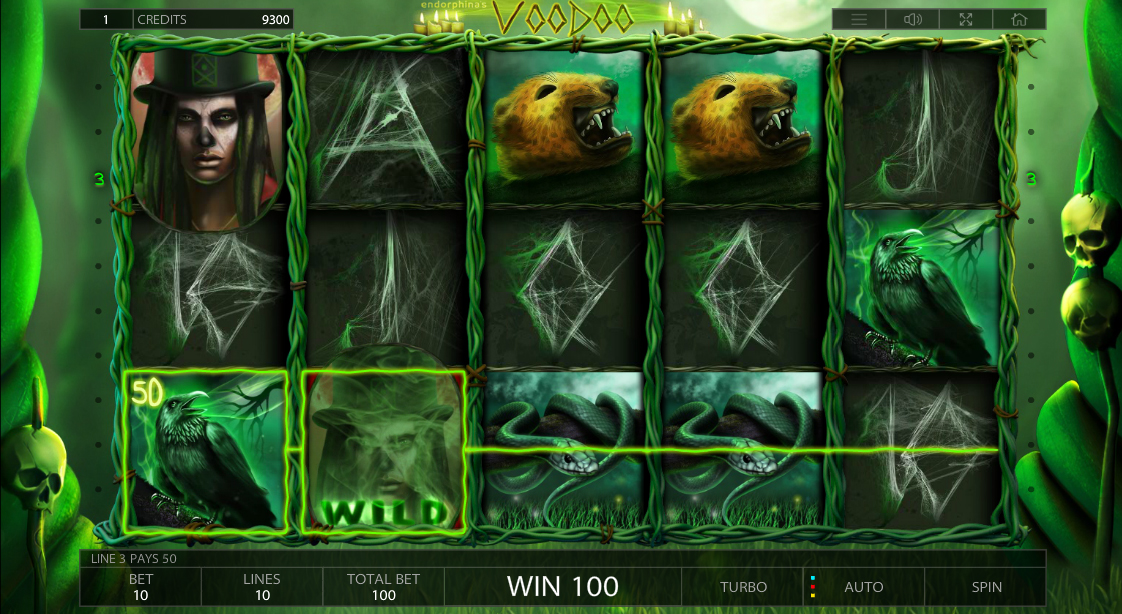 endorphina's
VOODOO
1 CREDITS 9300
A J
3 3
K J Q Q
50
WILD K
LINE 3 PAYS 50
BET LINES TOTAL BET WIN 100 TURBO AUTO SPIN
10 10 100